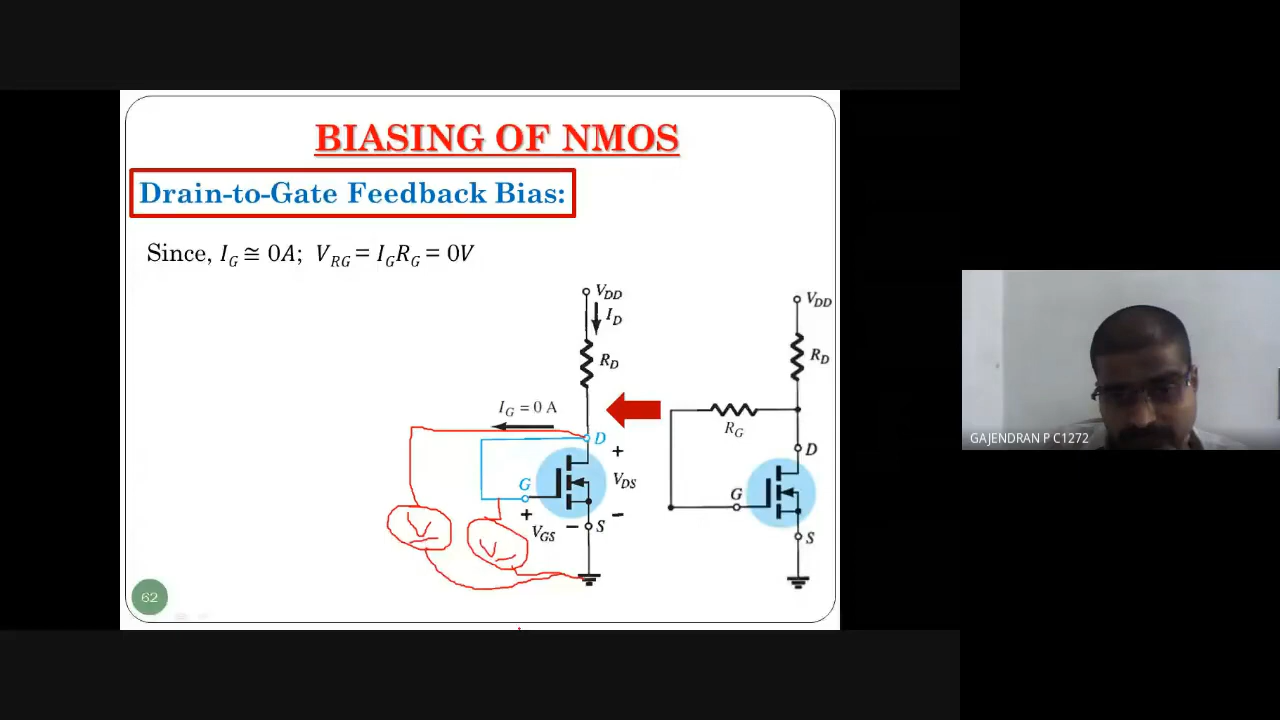 BIASING OF NMOS
Drain-to-Gate Feedback Bias:
Since, I_G ≅ 0A; V_RG = I_G R_G = 0V
V_DD
I_D
R_D
I_G = 0 A
D
+
V_DS
G
+
V_GS
−
S
−
V
V
V_DD
R_D
R_G
D
G
S
62
GAJENDRAN P C1272